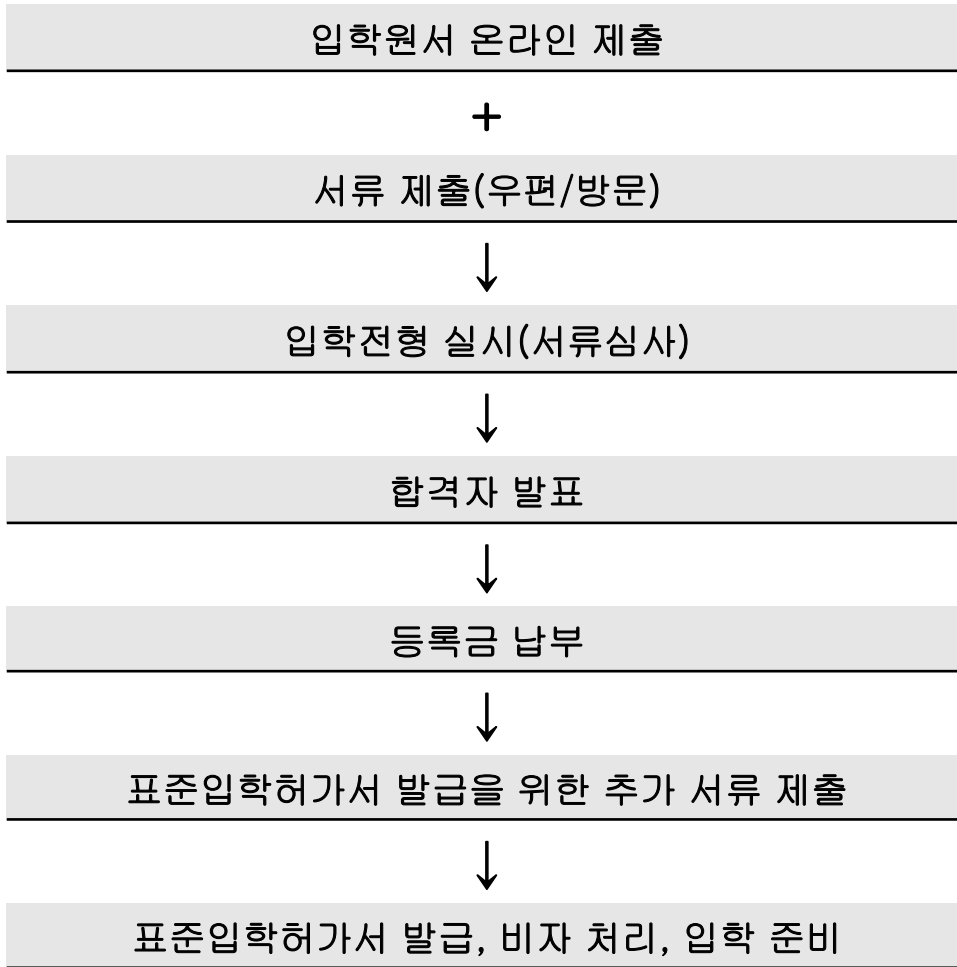 입학원서 온라인 제출
+
서류 제출(우편/방문)
↓
입학전형 실시(서류심사)
↓
합격자 발표
↓
등록금 납부
↓
표준입학허가서 발급을 위한 추가 서류 제출
↓
표준입학허가서 발급, 비자 처리, 입학 준비